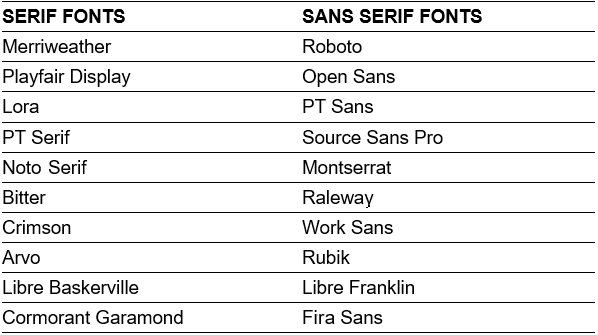 SERIF FONTS SANS SERIF FONTS
Merriweather Roboto
Playfair Display Open Sans
Lora PT Sans
PT Serif Source Sans Pro
Noto Serif Montserrat
Bitter Raleway
Crimson Work Sans
Arvo Rubik
Libre Baskerville Libre Franklin
Cormorant Garamond Fira Sans